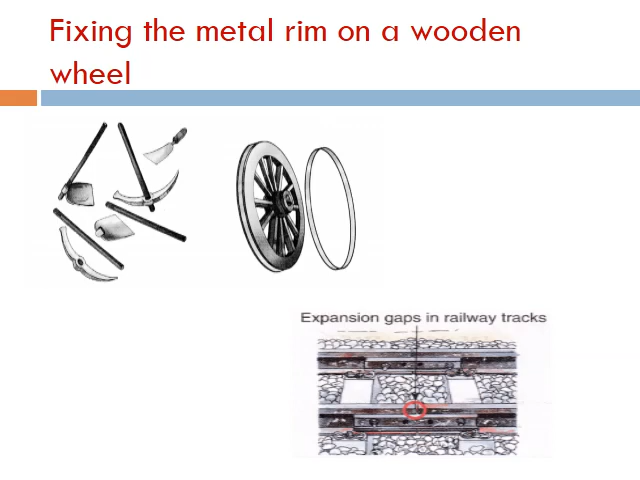 Fixing the metal rim on a wooden
wheel
Expansion gaps in railway tracks